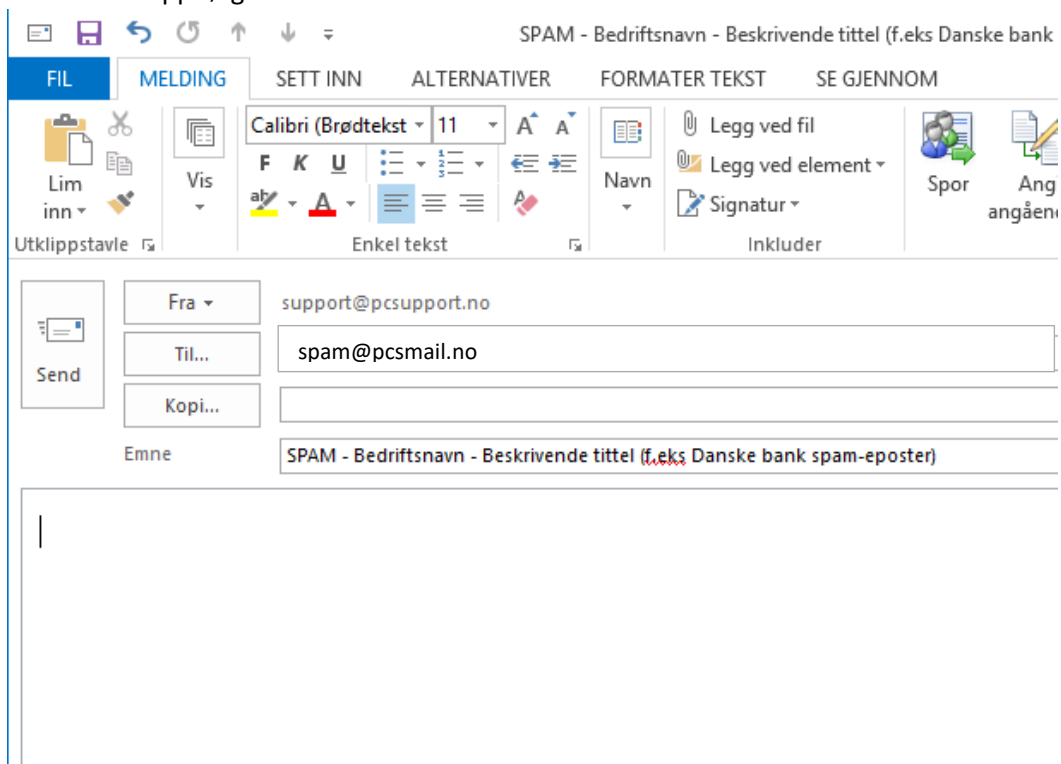 SPAM - Bedriftsnavn - Beskrivende tittel (f.eks Danske bank
FIL MELDING SETT INN ALTERNATIVER FORMATER TEKST SE GJENNOM
Calibri (Brødtekst 11 A A Legg ved fil
F K U Legg ved element
Lim inn Vis aby A Navn Signatur Spor
Utklippstavle Enkel tekst Inkluder
Fra support@pcsupport.no
Til... spam@pcsmail.no
Send
Kopi...
Emne SPAM - Bedriftsnavn - Beskrivende tittel (f.eks Danske bank spam-eposter)